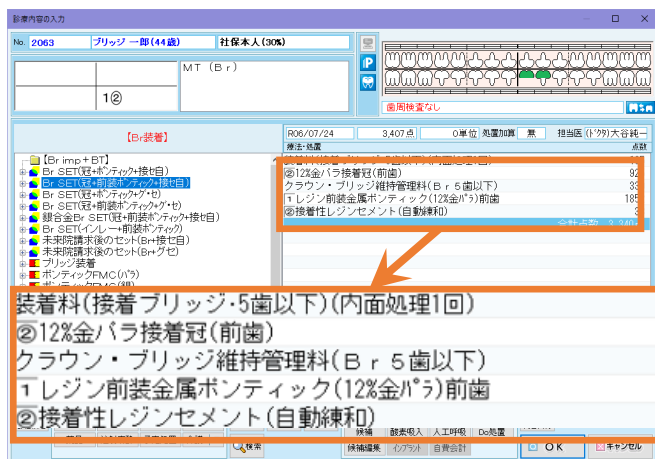 診療内容の入力
No. 2063 ブリッジ 一郎(44歳) 社保本人(30%)
MT (Br)
1②
歯周検査なし
【Br装着】
R06/07/24 3,407点 0単位 処置加算 無 担当医 (ﾄﾞｸﾀ)大谷純一
療法・処置 点数
【Br imp+BT】
Br SET(冠+ﾎﾟﾝﾃｨｯｸ+接ｾ自)
Br SET(冠+前装ﾎﾟﾝﾃｨｯｸ+接ｾ自)
Br SET(冠+ﾎﾟﾝﾃｨｯｸ+ｸﾞ・ｾ)
Br SET(冠+前装ﾎﾟﾝﾃｨｯｸ+ｸﾞ・ｾ)
銀合金Br SET(冠+前装ﾎﾟﾝﾃｨｯｸ+接ｾ自)
Br SET(インレー+前装ﾎﾟﾝﾃｨｯｸ)
未来院請求後のセット(Br+接ｾ自)
未来院請求後のセット(Br+グセ)
ブリッジ装着
ポンティックFMC(ﾊﾟﾗ)
②12%金パラ接着冠(前歯)
クラウン・ブリッジ維持管理料(Br5歯以下)
1 レジン前装金属ポンティック(12%金ﾊﾟﾗ)前歯
②接着性レジンセメント(自動練和)
装着料(接着ブリッジ・5歯以下)(内面処理1回)
②12%金パラ接着冠(前歯)
クラウン・ブリッジ維持管理料(Br5歯以下)
1 レジン前装金属ポンティック(12%金ﾊﾟﾗ)前歯
②接着性レジンセメント(自動練和)
検索
候補 酸素吸入 人工呼吸 Do処置
候補編集 インプラント 自費会計
OK
キャンセル